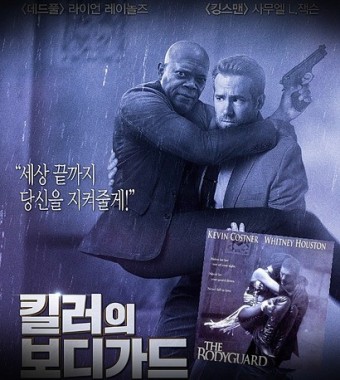 <데드풀> 라이언 레이놀즈 <킹스맨> 사무엘 L.잭슨
“세상 끝까지
당신을 지켜줄게!”
KEVIN COSTNER WHITNEY HOUSTON
THE
BODYGUARD
킬러의
보디가드